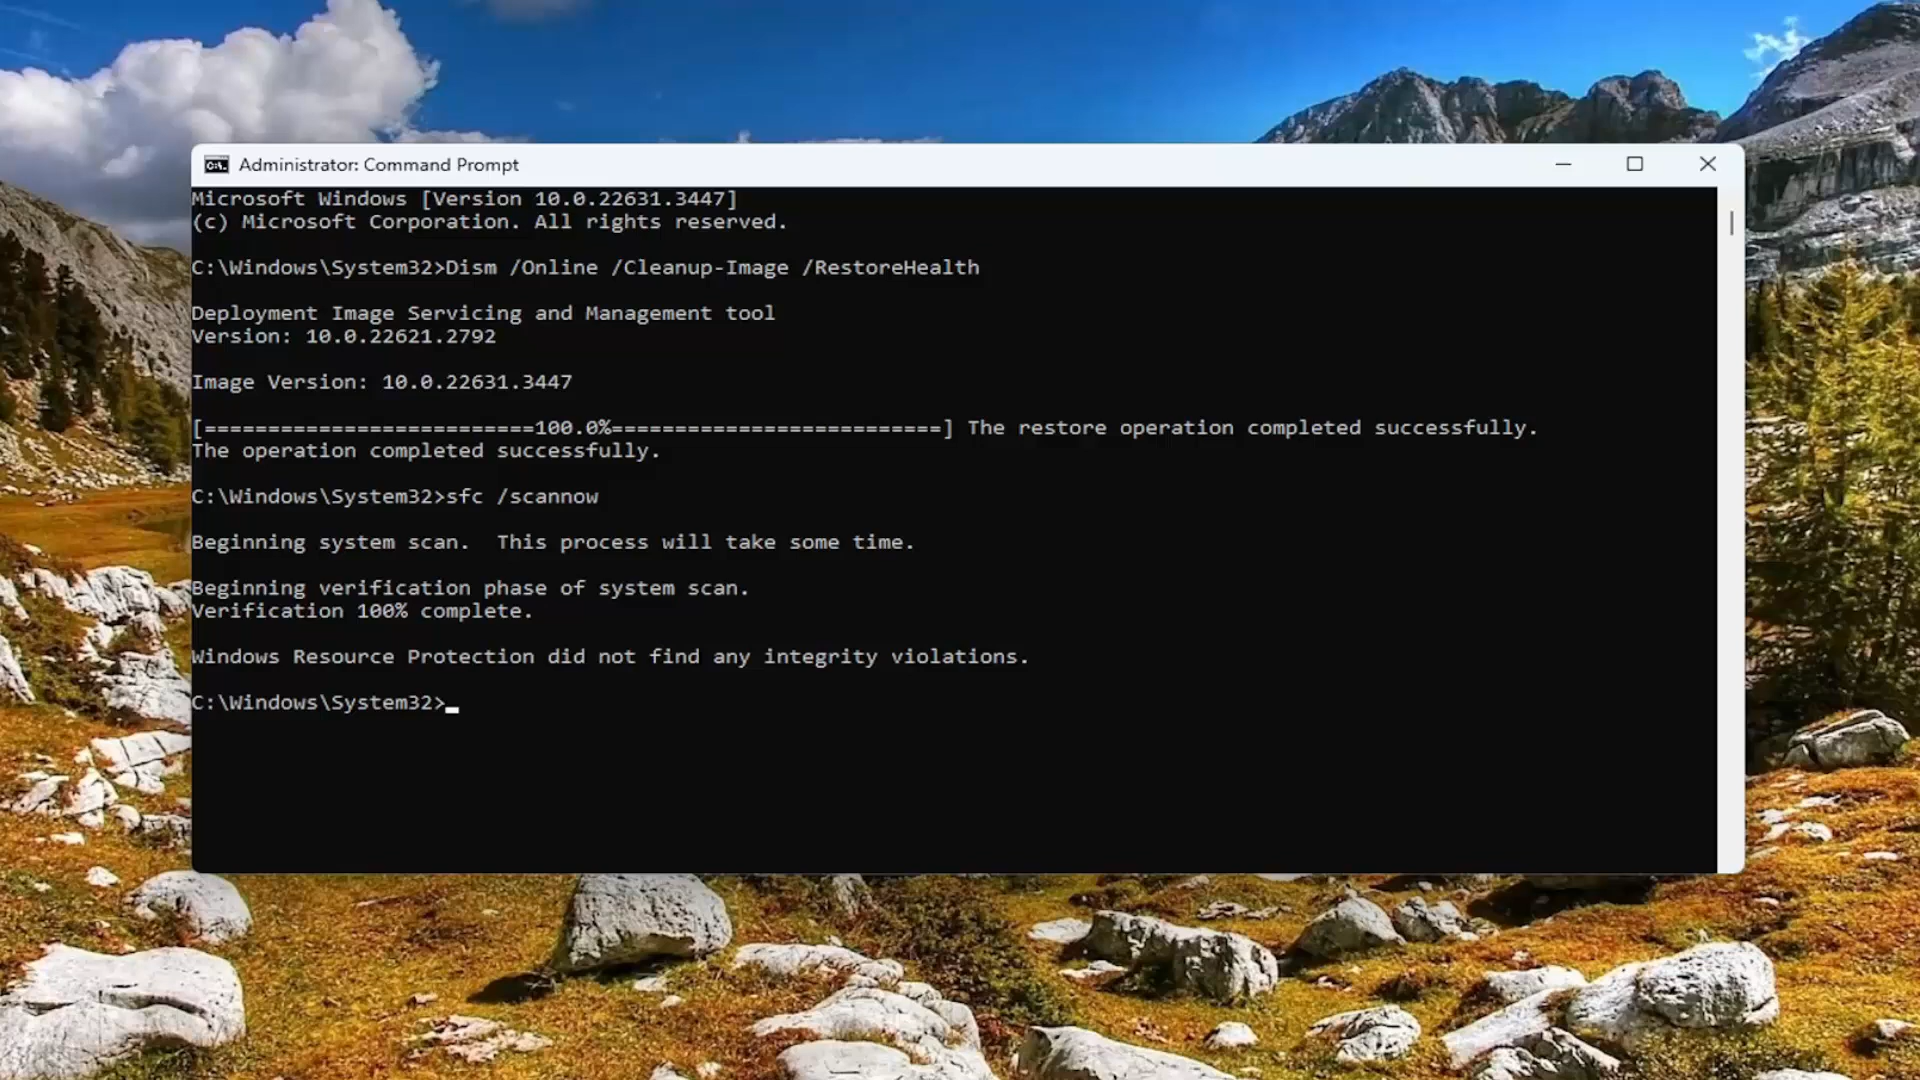 Administrator: Command Prompt
Microsoft Windows [Version 10.0.22631.3447]
(c) Microsoft Corporation. All rights reserved.
C:\Windows\System32>Dism /Online /Cleanup-Image /RestoreHealth
Deployment Image Servicing and Management tool
Version: 10.0.22621.2792
Image Version: 10.0.22631.3447
[==========================100.0%==========================] The restore operation completed successfully.
The operation completed successfully.
C:\Windows\System32>sfc /scannow
Beginning system scan.  This process will take some time.
Beginning verification phase of system scan.
Verification 100% complete.
Windows Resource Protection did not find any integrity violations.
C:\Windows\System32>